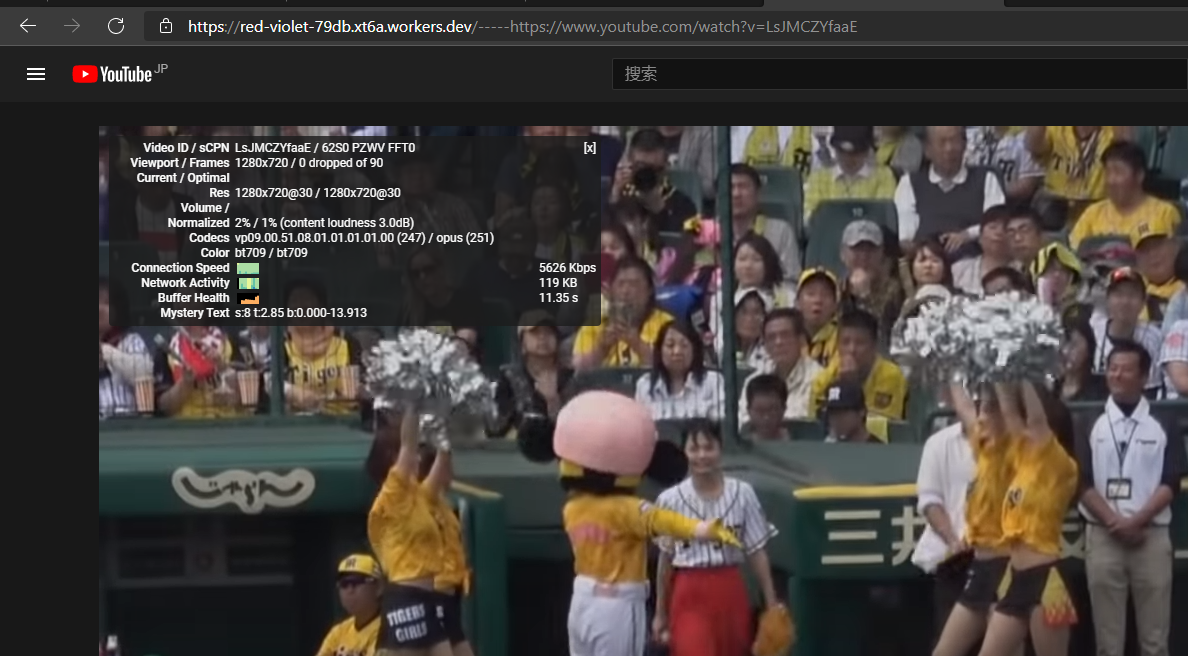 https://red-violet-79db.xt6a.workers.dev/-----https://www.youtube.com/watch?v=LsJMCZYfaaE
YouTube JP
搜索
Video ID / sCPN LsJMCZYfaaE / 62S0 PZWV FFT0 [x]
Viewport / Frames 1280x720 / 0 dropped of 90
Current / Optimal
Res 1280x720@30 / 1280x720@30
Volume /
Normalized 2% / 1% (content loudness 3.0dB)
Codecs vp09.00.51.08.01.01.01.01.00 (247) / opus (251)
Color bt709 / bt709
Connection Speed 5626 Kbps
Network Activity 119 KB
Buffer Health 11.35 s
Mystery Text s:8 t:2.85 b:0.000-13.913
じゃらん
三井
TIGERS
GIRLS